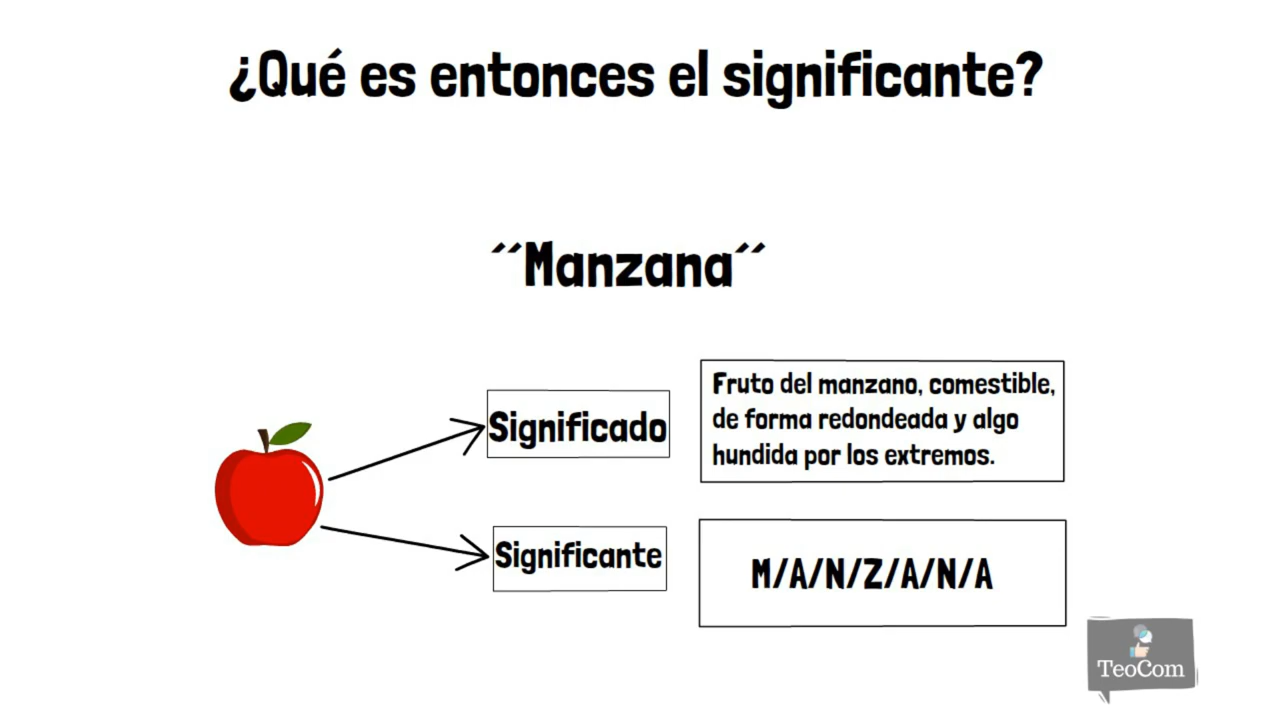 ¿Qué es entonces el significante?
´´Manzana´´
Significado
Fruto del manzano, comestible,
de forma redondeada y algo
hundida por los extremos.
Significante
M/A/N/Z/A/N/A
TeoCom